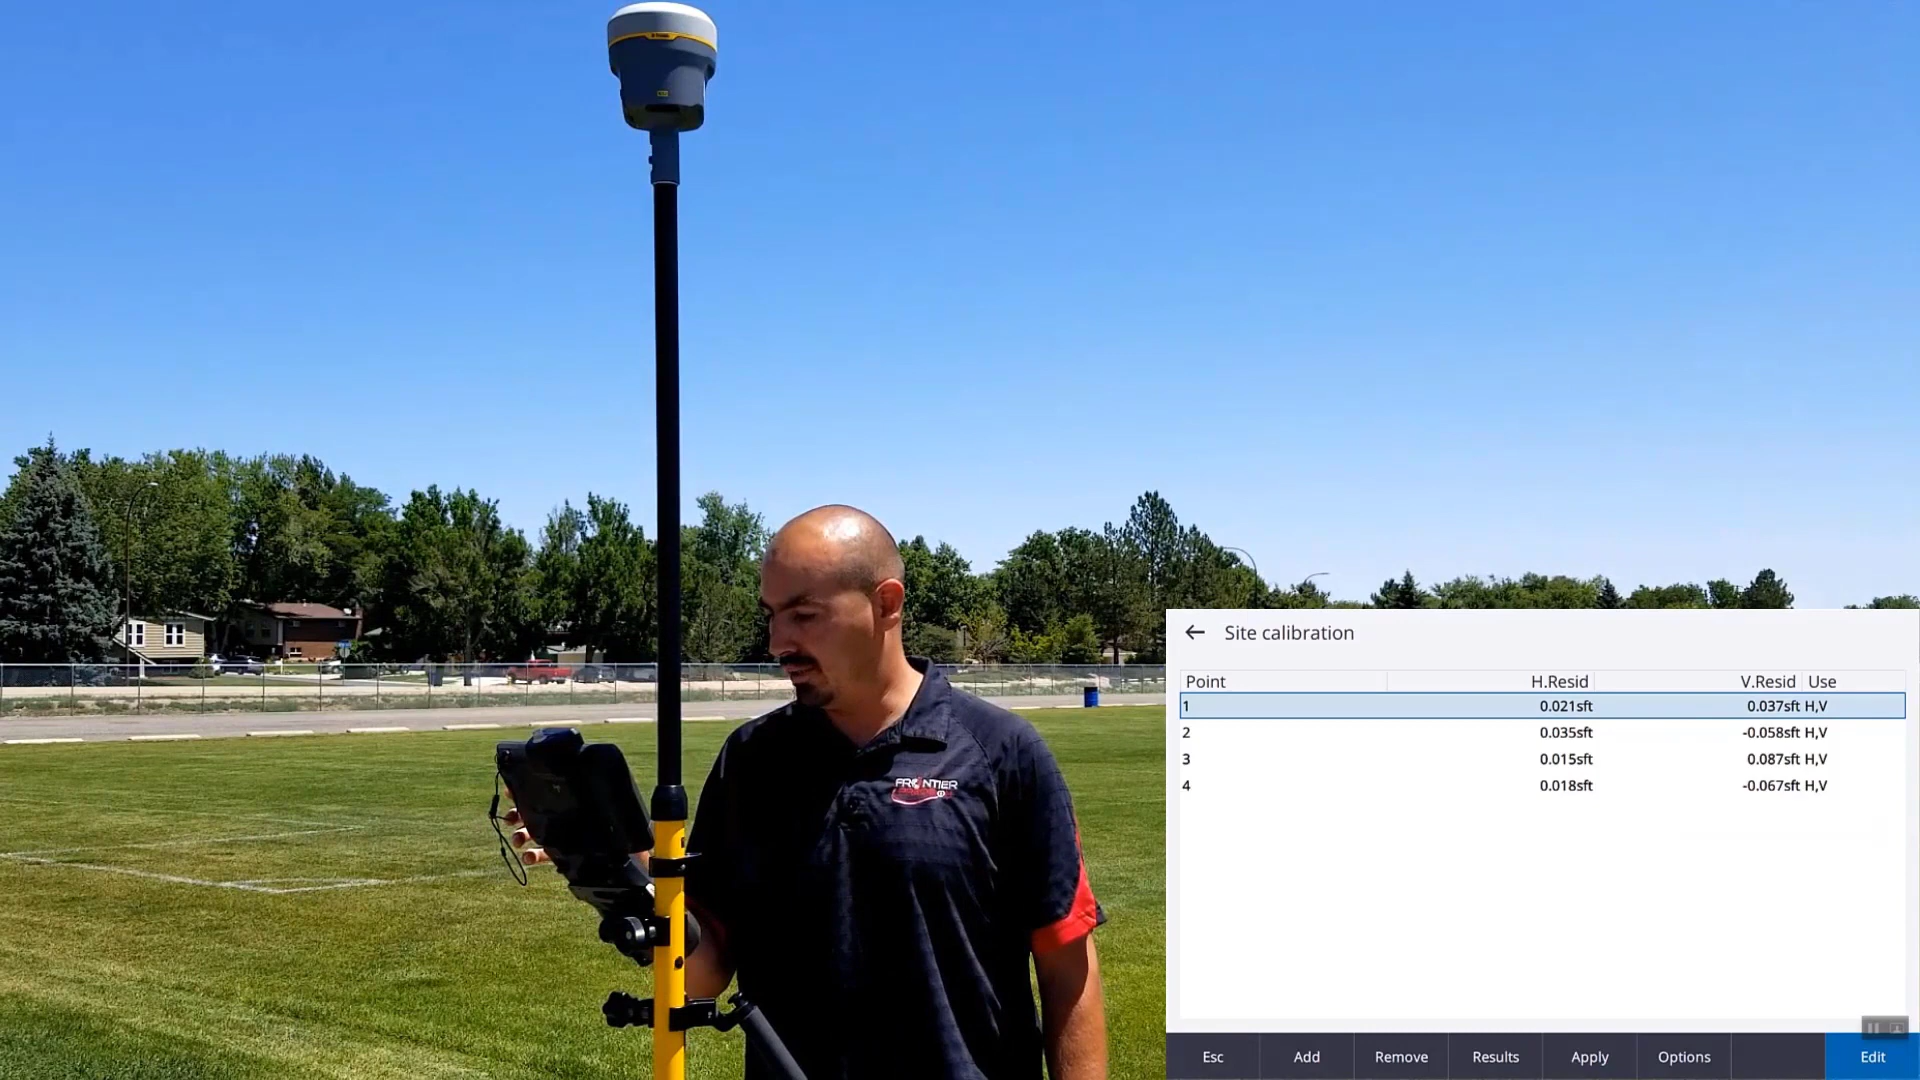 FRONTIER
← Site calibration
Point H.Resid V.Resid Use
1 0.021sft 0.037sft H,V
2 0.035sft -0.058sft H,V
3 0.015sft 0.087sft H,V
4 0.018sft -0.067sft H,V
Esc Add Remove Results Apply Options Edit